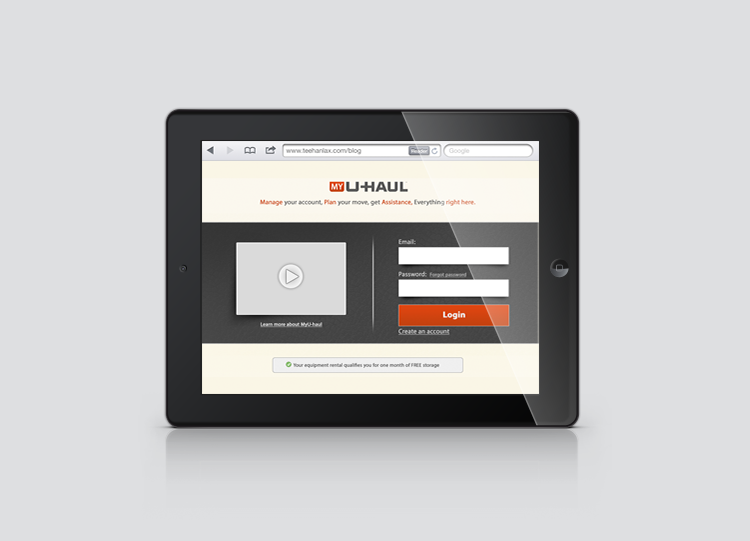 www.teehanlax.com/blog
Reader
Google
MY U-HAUL
Manage your account, Plan your move, get Assistance, Everything right here.
Email:
Password: Forgot password
Login
Learn more about MyU-haul
Create an account
Your equipment rental qualifies you for one month of FREE storage